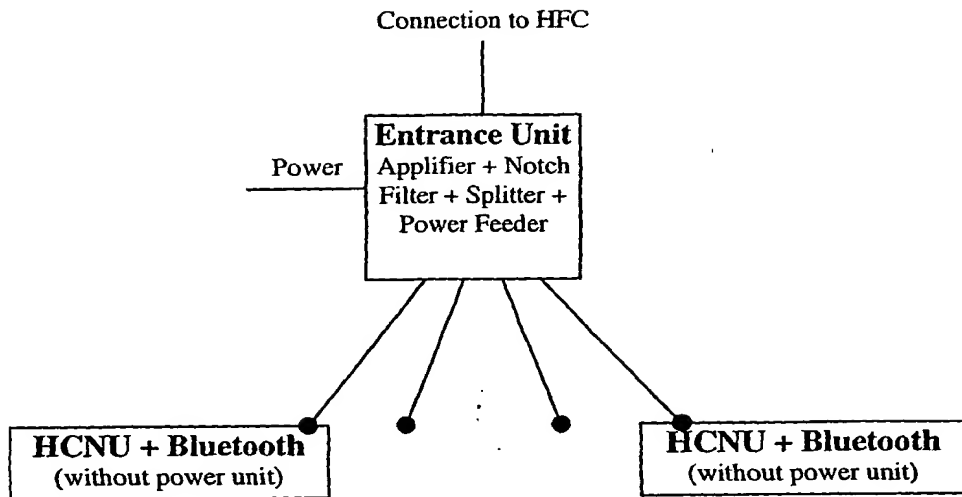 Connection to HFC
Entrance Unit
Power
Applifier + Notch
Filter + Splitter +
Power Feeder
HCNU + Bluetooth
(without power unit)
HCNU + Bluetooth
(without power unit)